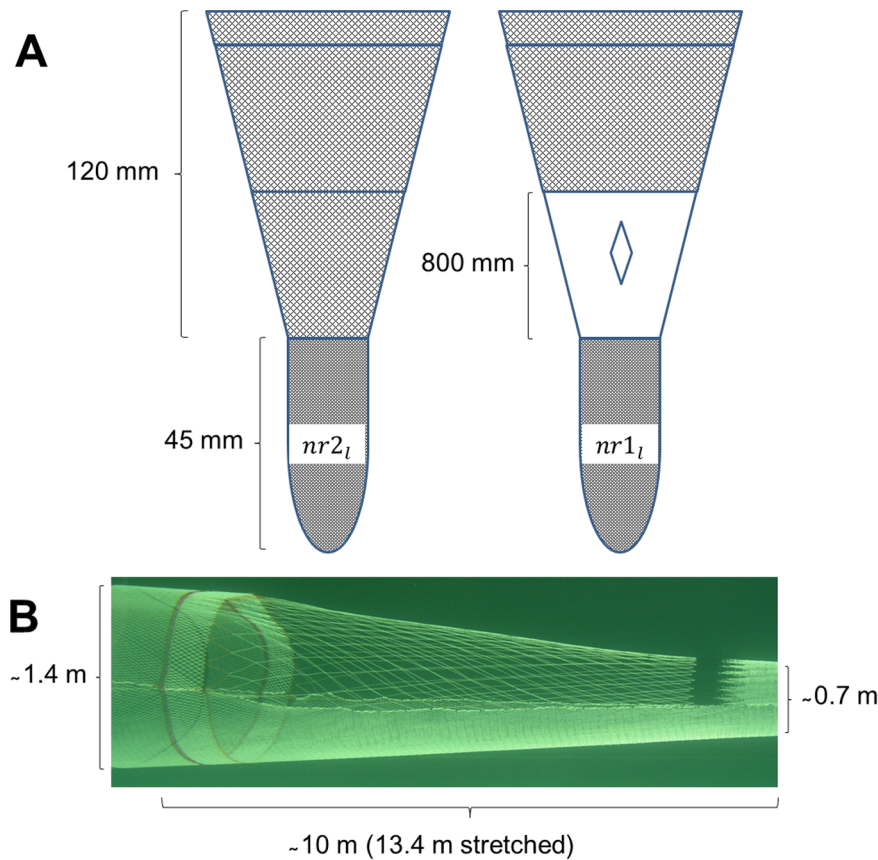 A
120 mm
800 mm
45 mm
nr2l
nr1l
B
~1.4 m
~0.7 m
~10 m (13.4 m stretched)